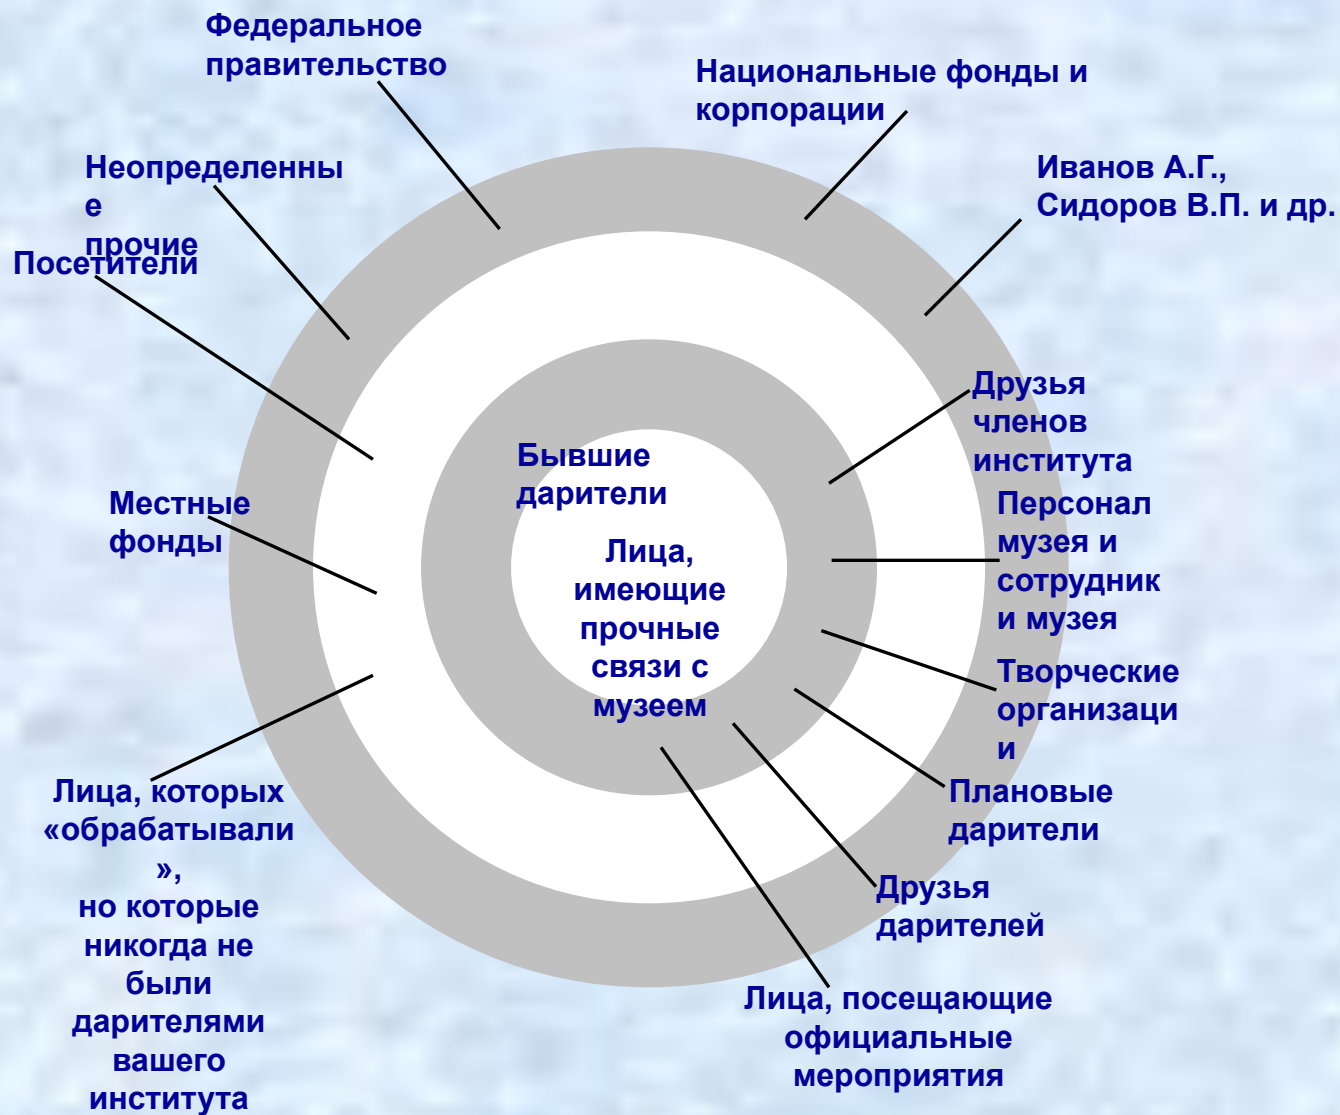 Федеральное
правительство
Национальные фонды и
корпорации
Неопределенны
е
прочие
Иванов А.Г.,
Сидоров В.П. и др.
Посетители
Друзья
членов
института
Бывшие
дарители
Местные
фонды
Персонал
музея и
сотрудник
и музея
Лица,
имеющие
прочные
связи с
музеем
Творческие
организаци
и
Плановые
дарители
Лица, которых
«обрабатывали
»,
но которые
никогда не
были
дарителями
вашего
института
Друзья
дарителей
Лица, посещающие
официальные
мероприятия